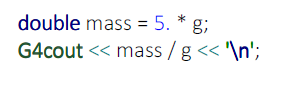 double mass = 5. * g;
G4cout << mass / g << '\n';